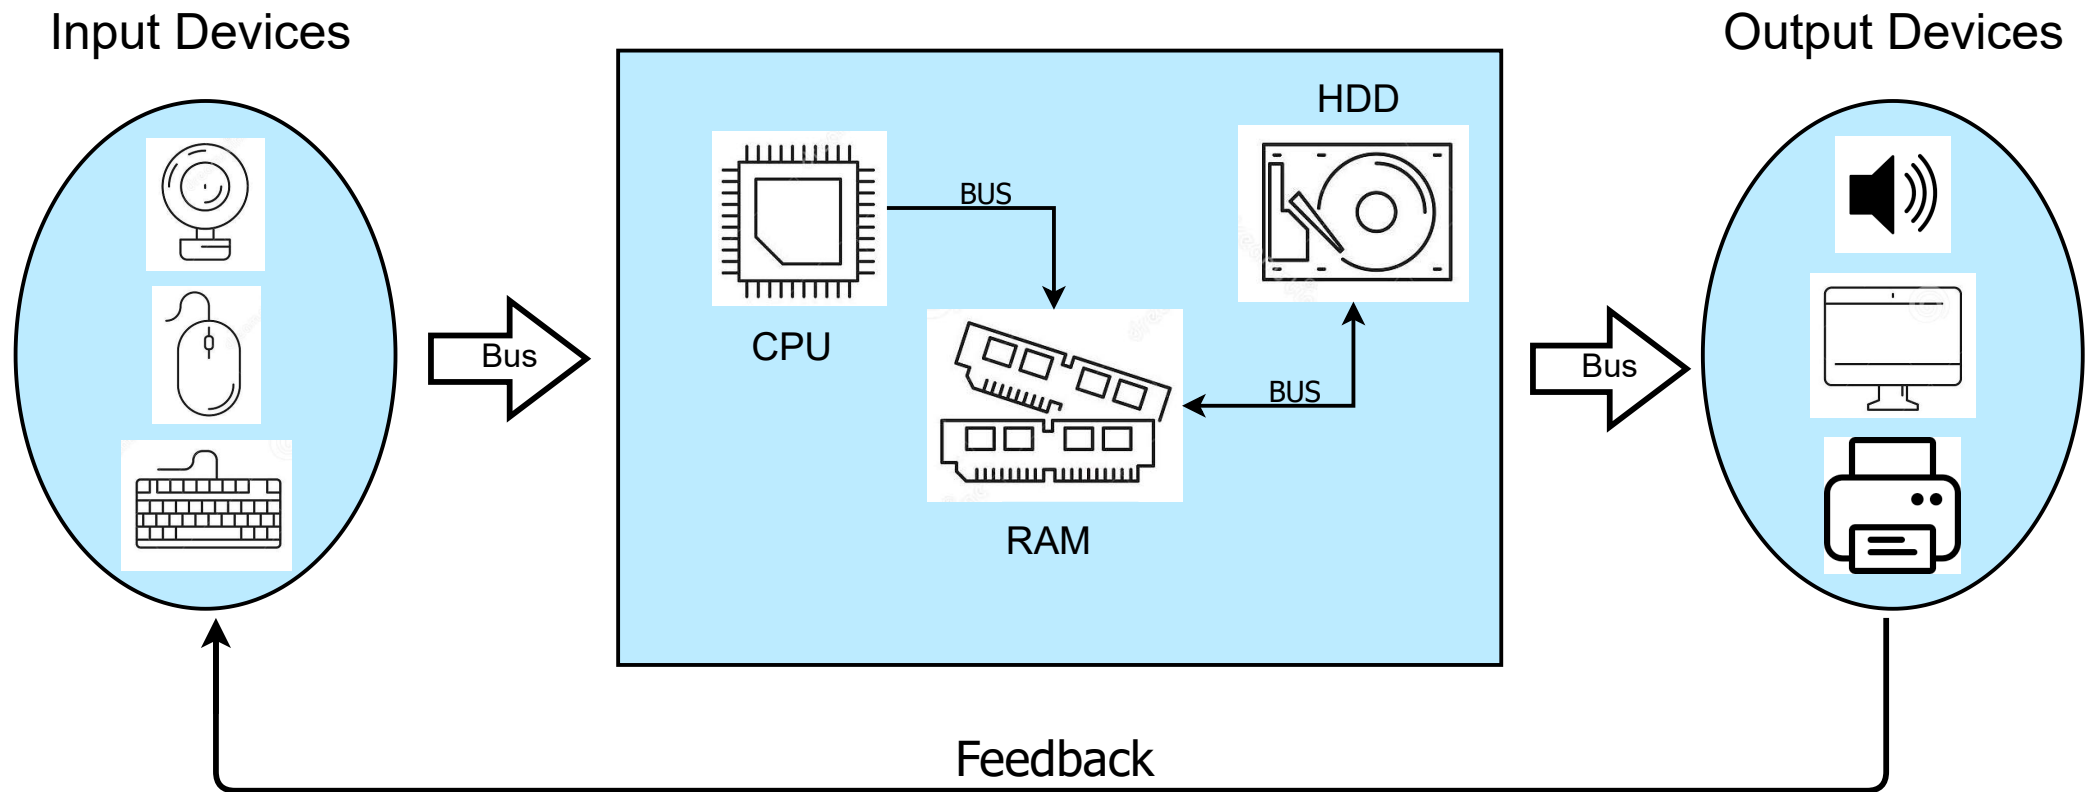 Input Devices
Output Devices
HDD
BUS
CPU
Bus
BUS
Bus
RAM
Feedback